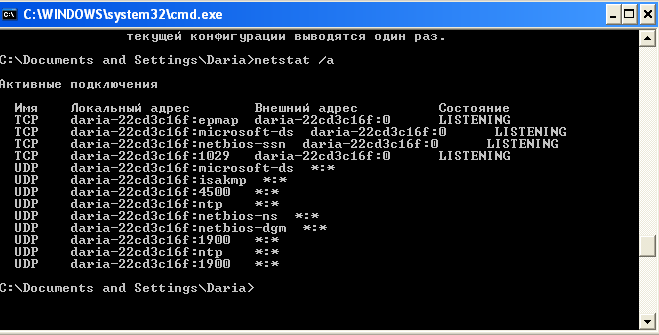 C:\WINDOWS\system32\cmd.exe
текущей конфигурации выводятся один раз.
C:\Documents and Settings\Daria>netstat /a
Активные подключения
Имя Локальный адрес Внешний адрес Состояние
TCP daria-22cd3c16f:epmap daria-22cd3c16f:0 LISTENING
TCP daria-22cd3c16f:microsoft-ds daria-22cd3c16f:0 LISTENING
TCP daria-22cd3c16f:netbios-ssn daria-22cd3c16f:0 LISTENING
TCP daria-22cd3c16f:1029 daria-22cd3c16f:0 LISTENING
UDP daria-22cd3c16f:microsoft-ds *:*
UDP daria-22cd3c16f:isakmp *:*
UDP daria-22cd3c16f:4500 *:*
UDP daria-22cd3c16f:ntp *:*
UDP daria-22cd3c16f:netbios-ns *:*
UDP daria-22cd3c16f:netbios-dgm *:*
UDP daria-22cd3c16f:1900 *:*
UDP daria-22cd3c16f:ntp *:*
UDP daria-22cd3c16f:1900 *:*
C:\Documents and Settings\Daria>